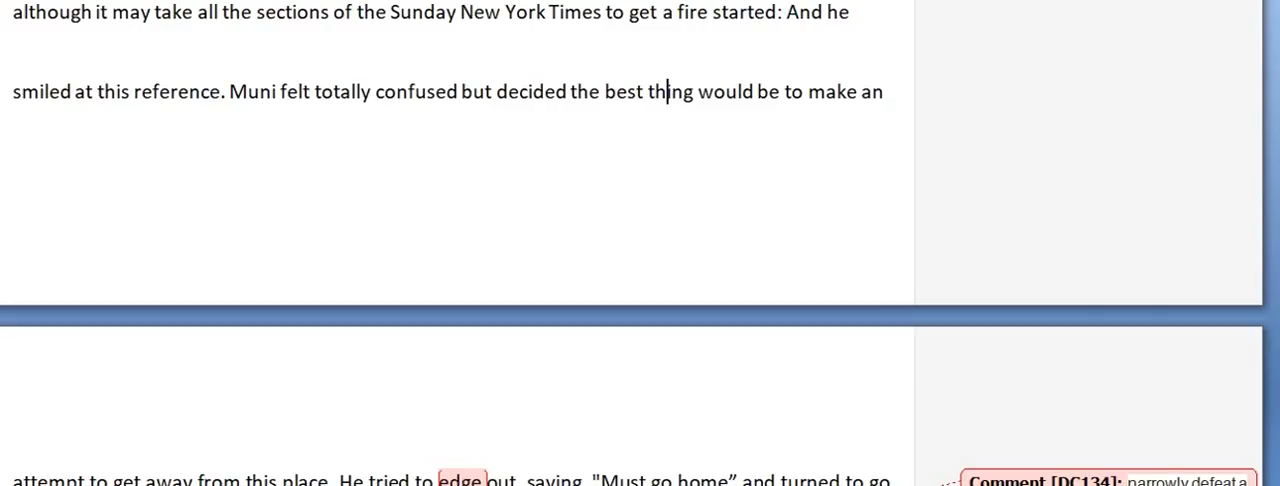 although it may take all the sections of the Sunday New York Times to get a fire started: And he
smiled at this reference. Muni felt totally confused but decided the best thing would be to make an
attempt to get away from this place. He tried to edge out, saying, "Must go home” and turned to go
Comment [DC134]: narrowly defeat a